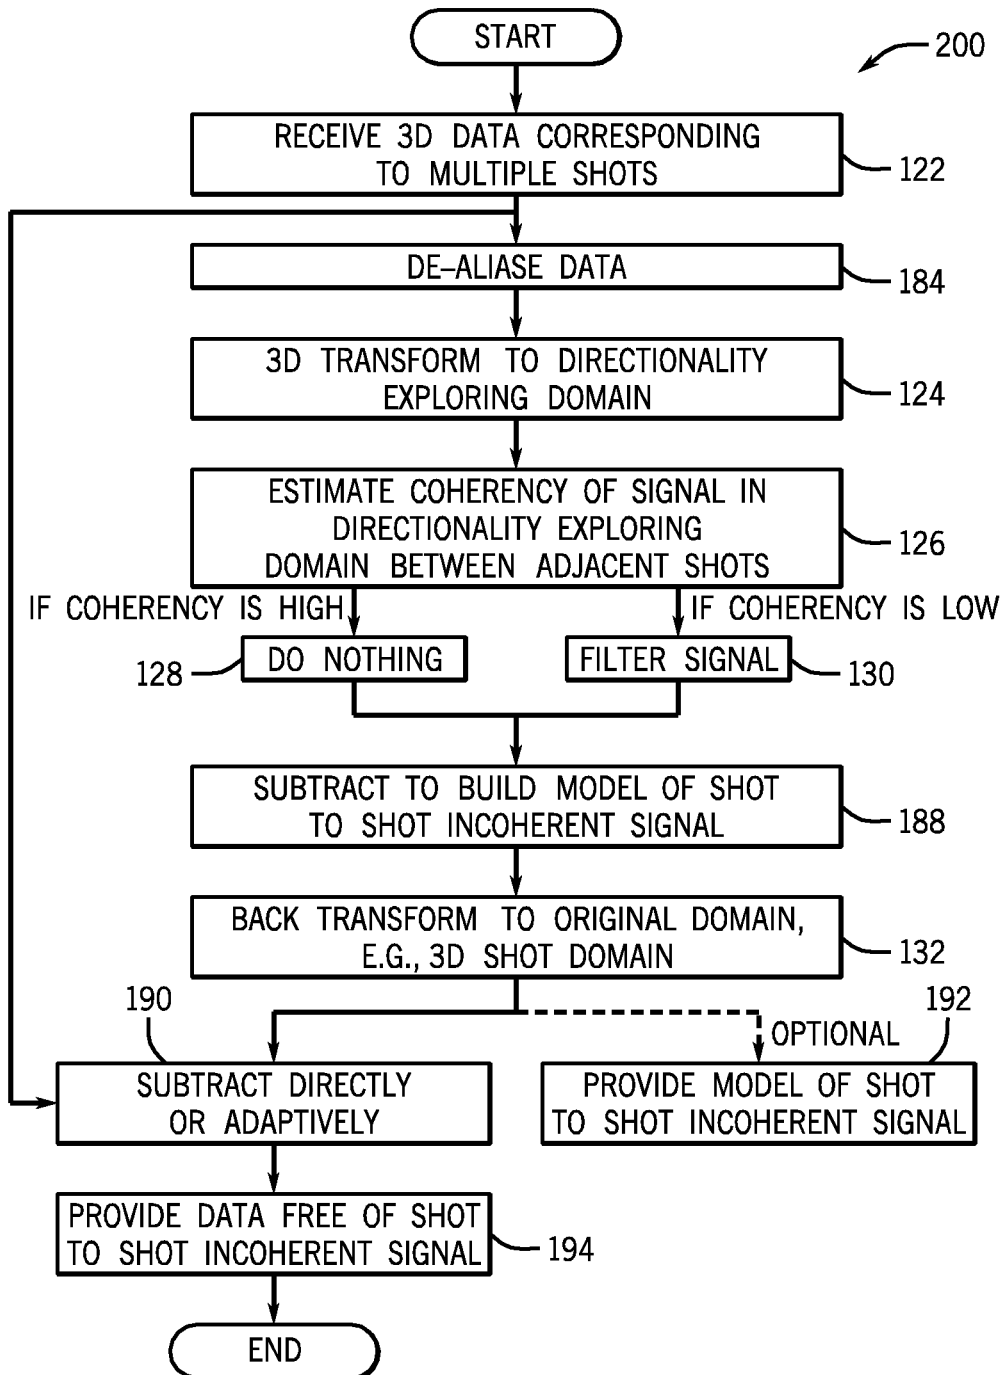 START
200
RECEIVE 3D DATA CORRESPONDING
TO MULTIPLE SHOTS
122
DE–ALIASE DATA
184
3D TRANSFORM TO DIRECTIONALITY
EXPLORING DOMAIN
124
ESTIMATE COHERENCY OF SIGNAL IN
DIRECTIONALITY EXPLORING
DOMAIN BETWEEN ADJACENT SHOTS
126
IF COHERENCY IS HIGH
IF COHERENCY IS LOW
128
DO NOTHING
FILTER SIGNAL
130
SUBTRACT TO BUILD MODEL OF SHOT
TO SHOT INCOHERENT SIGNAL
188
BACK TRANSFORM TO ORIGINAL DOMAIN,
E.G., 3D SHOT DOMAIN
132
190
192
OPTIONAL
SUBTRACT DIRECTLY
OR ADAPTIVELY
PROVIDE MODEL OF SHOT
TO SHOT INCOHERENT SIGNAL
PROVIDE DATA FREE OF SHOT
TO SHOT INCOHERENT SIGNAL
194
END